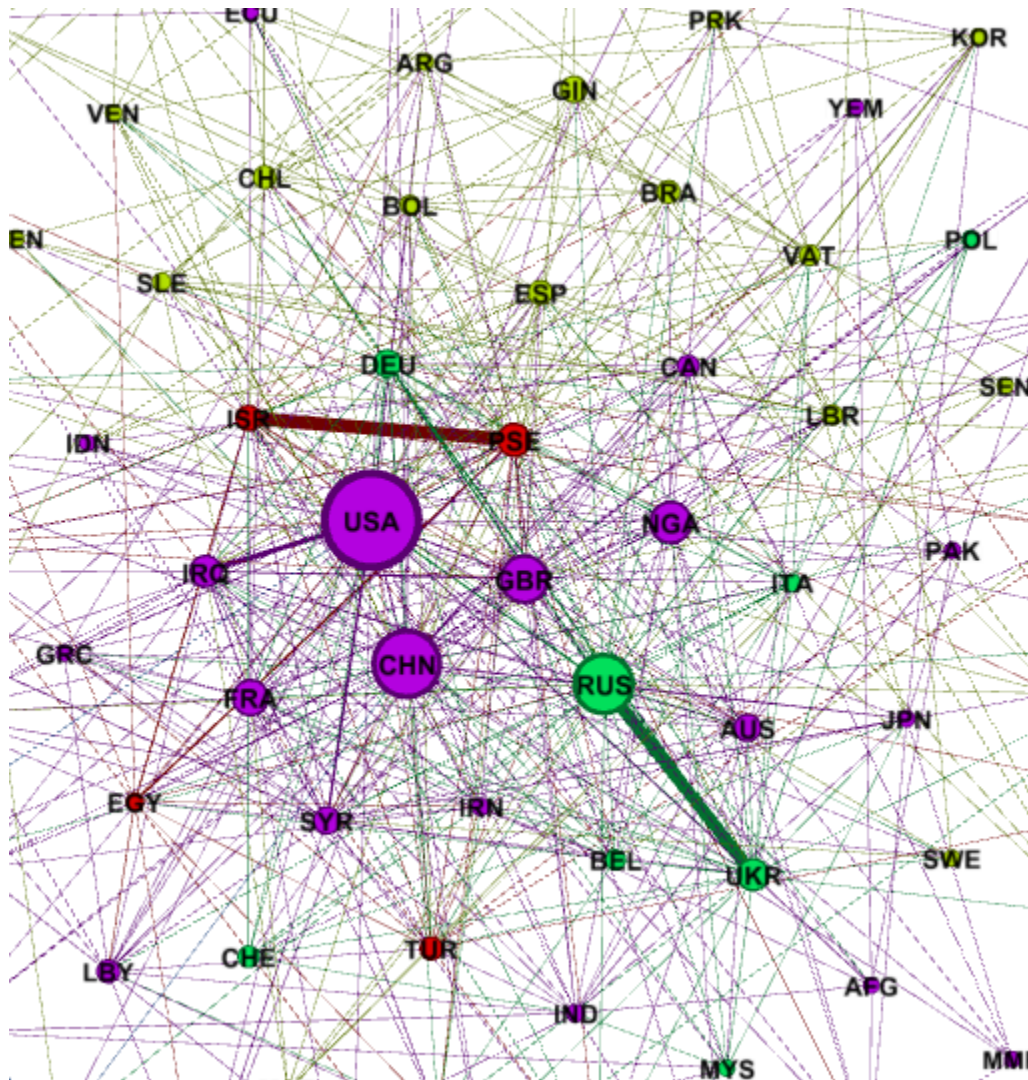 ECU
PRK
KOR
ARG
GIN
VEN
YEM
CHL
BRA
BOL
EN
POL
VAT
SLE
ESP
DEU
CAN
SEN
ISR
LBR
IDN
PSE
USA
NGA
PAK
IRQ
GBR
ITA
GRC
CHN
RUS
FRA
AUS
JPN
EGY
SYR
IRN
BEL
SWE
UKR
TUR
CHE
LBY
AFG
IND
MMR
MYS